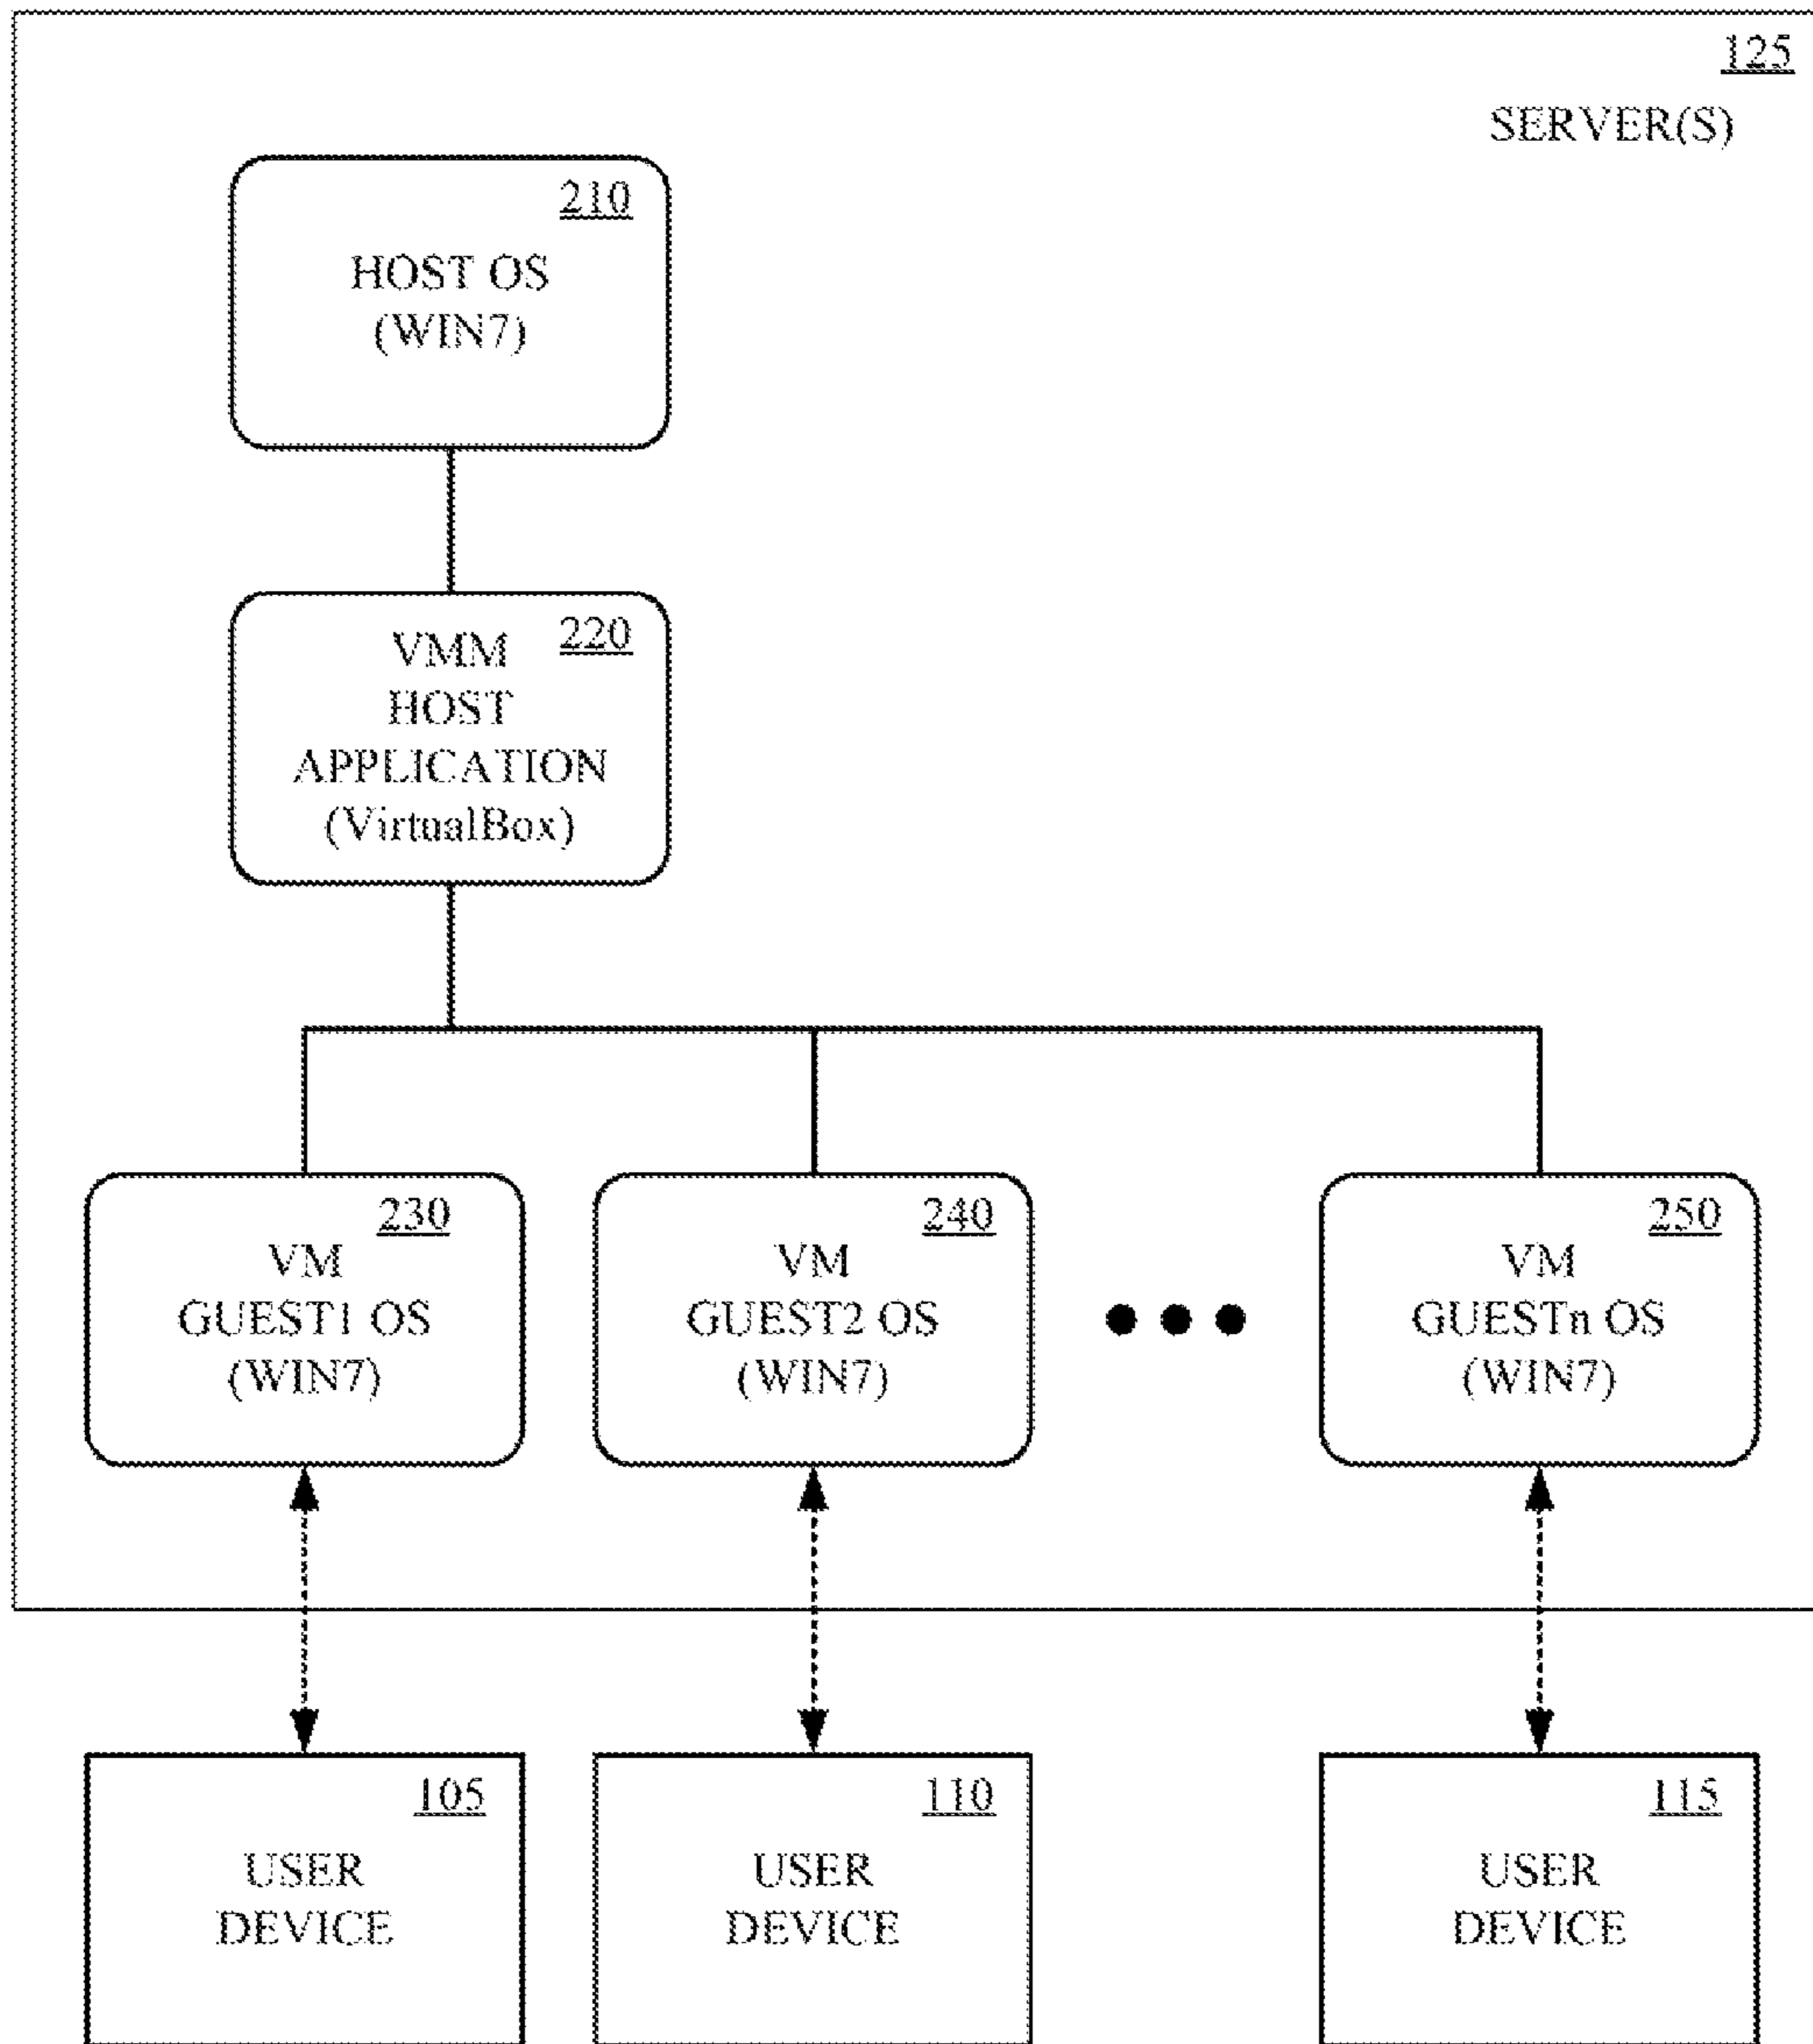 125
SERVER(S)
210
HOST OS
(WIN7)
220
VMM
HOST
APPLICATION
(VirtualBox)
230
VM
GUEST1 OS
(WIN7)
240
VM
GUEST2 OS
(WIN7)
250
VM
GUESTn OS
(WIN7)
105
USER
DEVICE
110
USER
DEVICE
115
USER
DEVICE